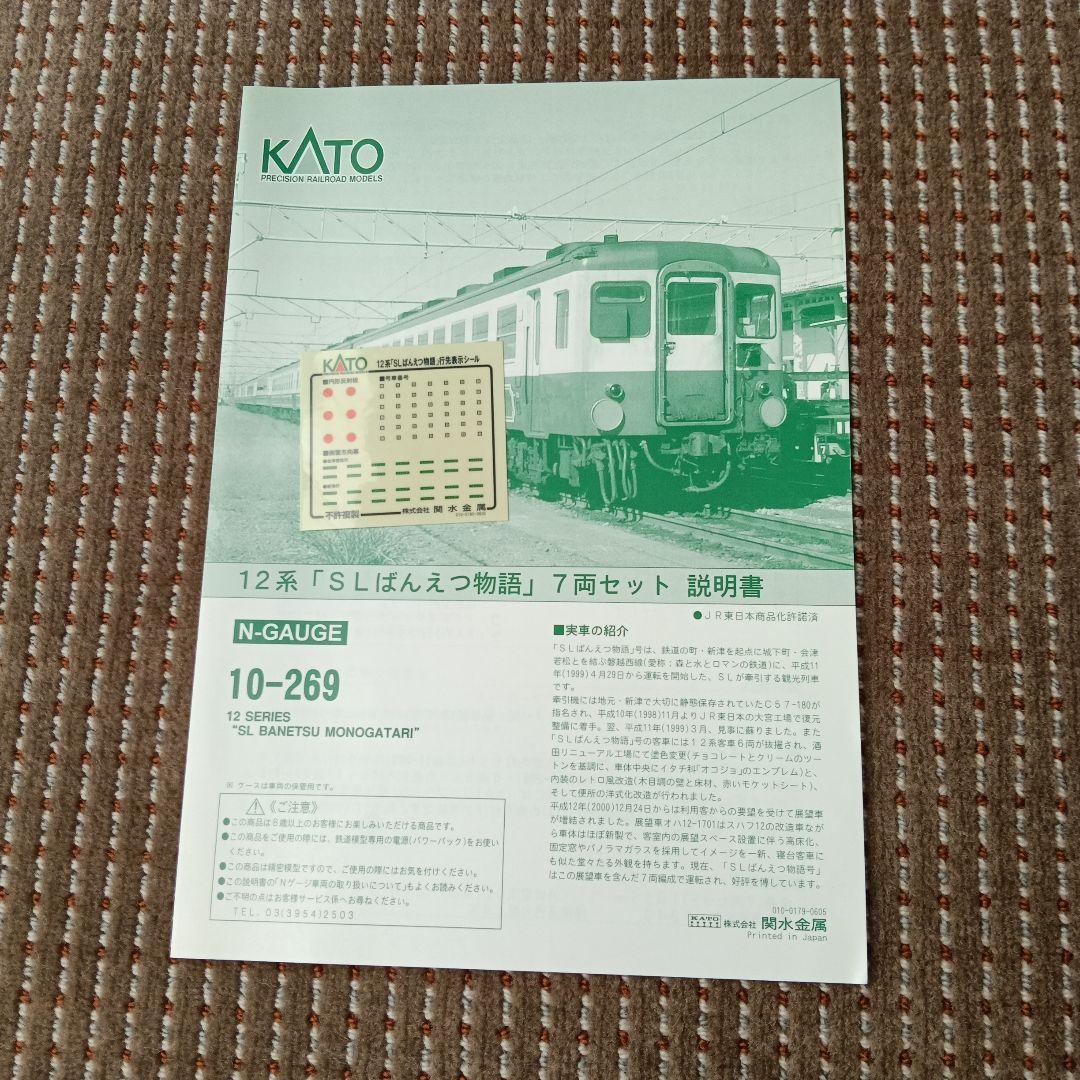 KATO
PRECISION RAILROAD MODELS
KATO 12系「SLばんえつ物語」行先表示シール
■円形反射板
■号車番号
■側面方向幕
不許複製
株式会社 関水金属
12系「SLばんえつ物語」7両セット 説明書
●JR東日本商品化許諾済
N-GAUGE
10-269
12 SERIES
"SL BANETSU MONOGATARI"
※ ケースは車両の保管用です。
《ご注意》
●この商品は8歳以上のお客様にお楽しみいただける商品です。
●この商品をご使用の際には、鉄道模型専用の電源(パワーパック)をお使い
ください。
●この商品は精密模型ですので、ご使用の際にはお気を付けください。
●この説明書の「Nゲージ車両の取り扱いについて」もよくお読みください。
●ご不明の点はお客様サービス係へお尋ねください。
TEL. 03(3954)2503
■実車の紹介
「SLばんえつ物語」号は、鉄道の町・新津を起点に城下町・会津
若松とを結ぶ磐越西線(愛称;森と水とロマンの鉄道)に、平成11
年(1999)4月29日から運転を開始した、SLが牽引する観光列車
です。
牽引機には地元・新津で大切に静態保存されていたC57-180が
指名され、平成10年(1998)11月よりJR東日本の大宮工場で復元
整備に着手。翌、平成11年(1999)3月、見事に蘇りました。また
「SLばんえつ物語」号の客車には12系客車6両が抜擢され、酒
田リニューアル工場にて塗色変更(チョコレートとクリームのツー
トンを基調に、車体中央にイタチ科「オコジョ」のエンブレム)と、
内装のレトロ風改造(木目調の壁と床材、赤いモケットシート)、
そして便所の洋式化改造が行われました。
平成12年(2000)12月24日からは利用客からの要望を受けて展望車
が増結されました。展望車オハ12-1701はスハフ12の改造車なが
ら車体はほぼ新製で、客室内の展望スペース設置に伴う高床化、
固定窓やパノラマガラスを採用してイメージを一新、寝台客車に
も似た堂々たる外観を持ちます。現在、「SLばんえつ物語号」
はこの展望車を含んだ7両編成で運転され、好評を博しています。
010-0179-0605
KATO 株式会社 関水金属
Printed in Japan